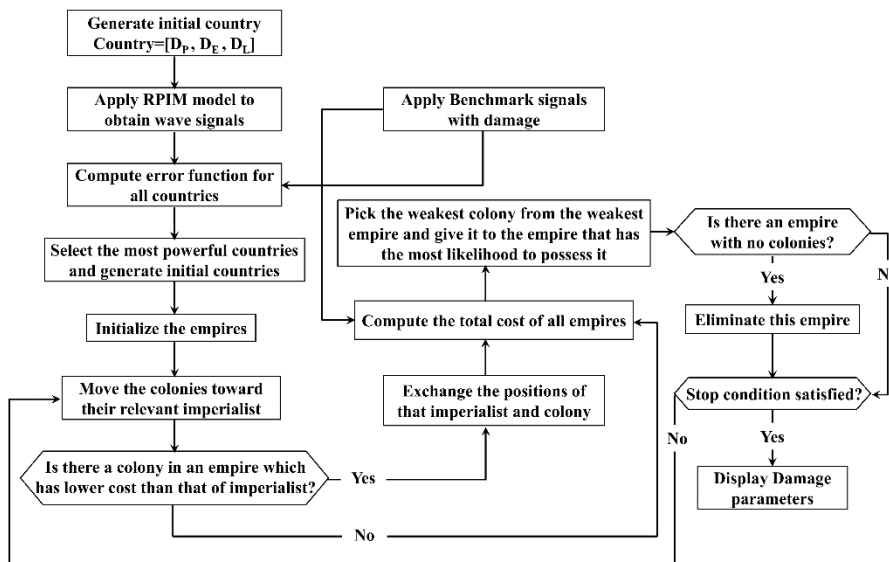 Generate initial country
Country=[D_P , D_E , D_L]
Apply RPIM model to
obtain wave signals
Compute error function for
all countries
Select the most powerful countries
and generate initial countries
Initialize the empires
Move the colonies toward
their relevant imperialist
Is there a colony in an empire which
has lower cost than that of imperialist?
Yes
No
Apply Benchmark signals
with damage
Pick the weakest colony from the weakest
empire and give it to the empire that has
the most likelihood to possess it
Compute the total cost of all empires
Exchange the positions of
that imperialist and colony
Is there an empire
with no colonies?
Yes
N
Eliminate this empire
Stop condition satisfied?
No
Yes
Display Damage
parameters